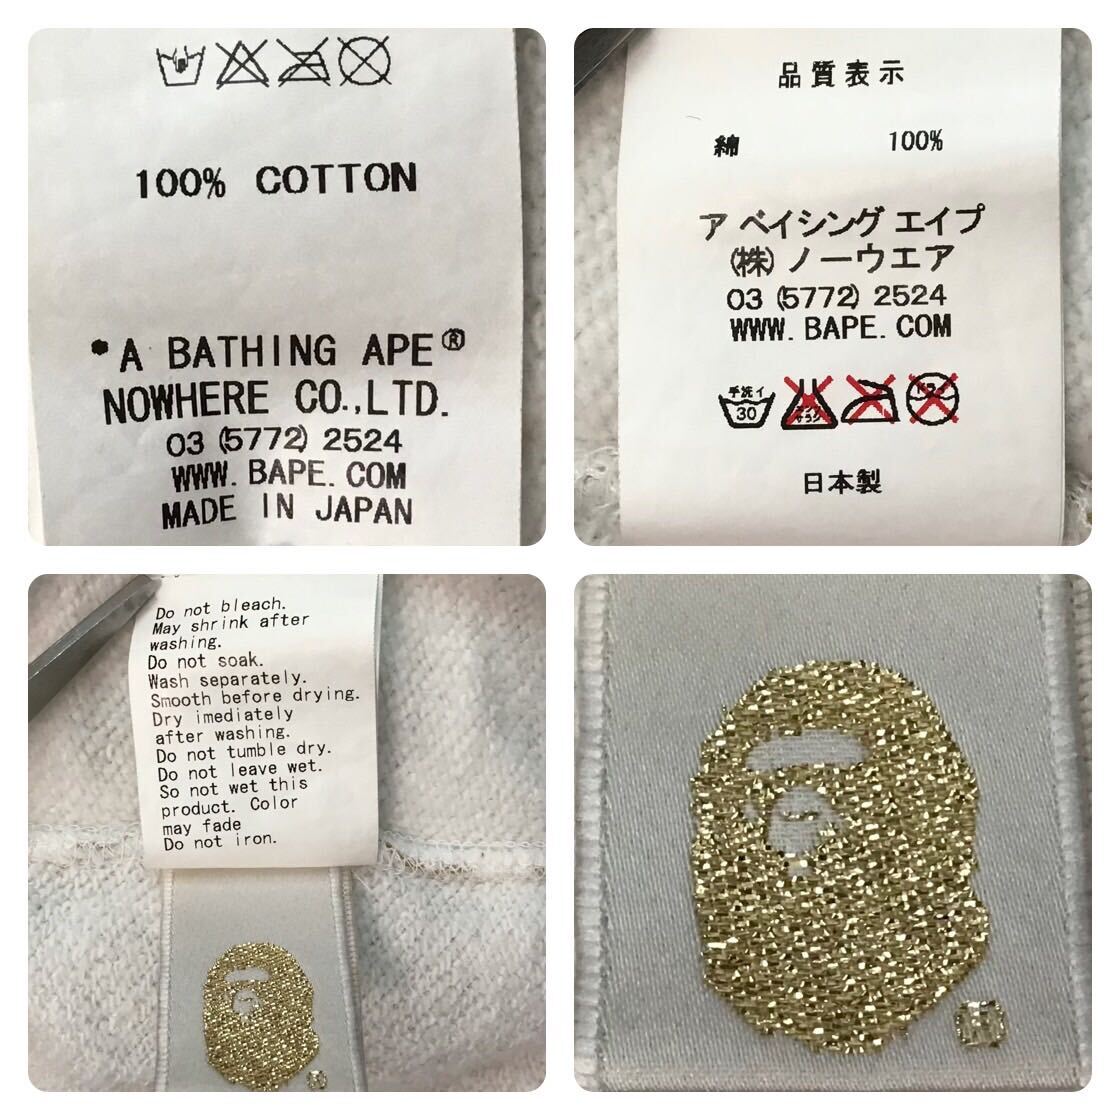 100% COTTON
•A BATHING APE®
NOWHERE CO.,LTD.
03 (5772) 2524
WWW. BAPE. COM
MADE IN JAPAN
品質表示
綿 100%
ア ベイシング エイプ
(株) ノーウエア
03 (5772) 2524
WWW. BAPE. COM
手洗イ
30
日本製
Do not bleach.
May shrink after
washing.
Do not soak.
Wash separately.
Smooth before drying.
Dry imediately
after washing.
Do not tumble dry.
Do not leave wet.
So not wet this
product. Color
may fade
Do not iron.